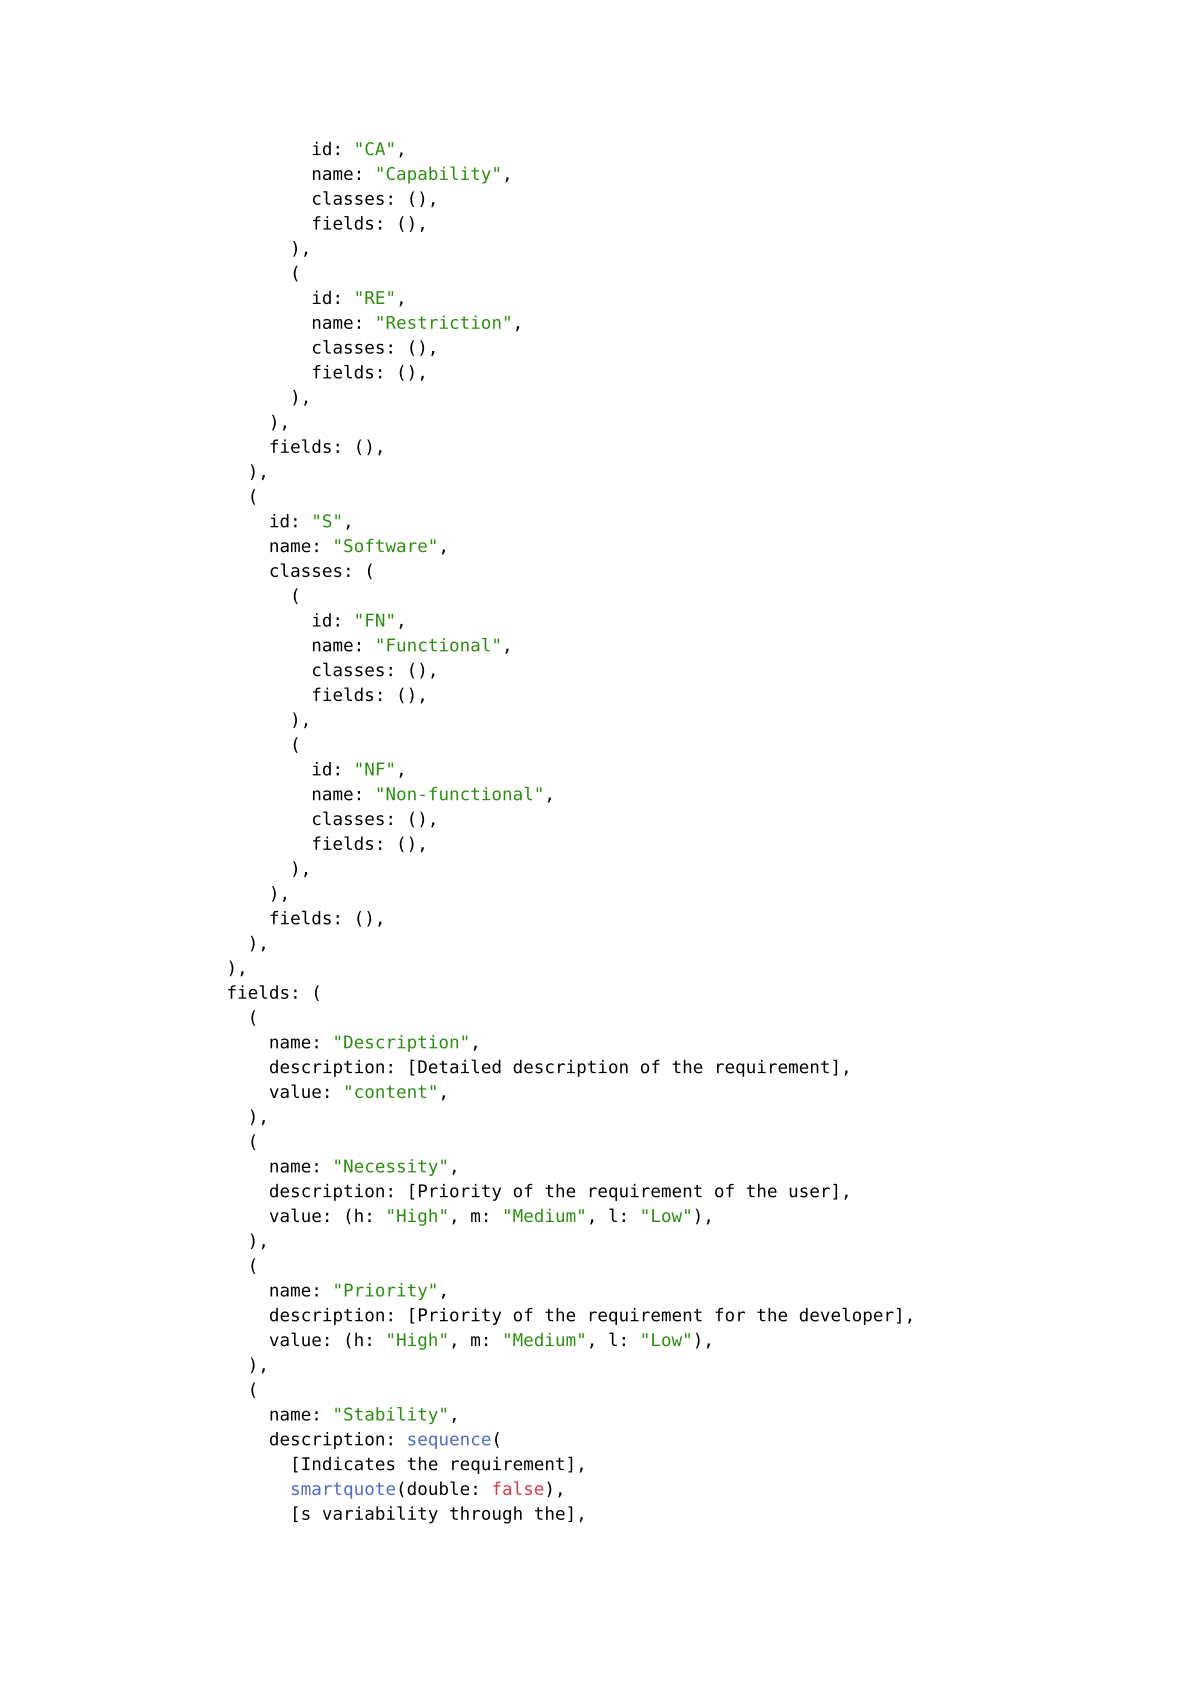 id: "CA",
name: "Capability",
classes: (),
fields: (),
),
(
id: "RE",
name: "Restriction",
classes: (),
fields: (),
),
),
fields: (),
),
(
id: "S",
name: "Software",
classes: (
(
id: "FN",
name: "Functional",
classes: (),
fields: (),
),
(
id: "NF",
name: "Non-functional",
classes: (),
fields: (),
),
),
fields: (),
),
),
fields: (
(
name: "Description",
description: [Detailed description of the requirement],
value: "content",
),
(
name: "Necessity",
description: [Priority of the requirement of the user],
value: (h: "High", m: "Medium", l: "Low"),
),
(
name: "Priority",
description: [Priority of the requirement for the developer],
value: (h: "High", m: "Medium", l: "Low"),
),
(
name: "Stability",
description: sequence(
[Indicates the requirement],
smartquote(double: false),
[s variability through the],